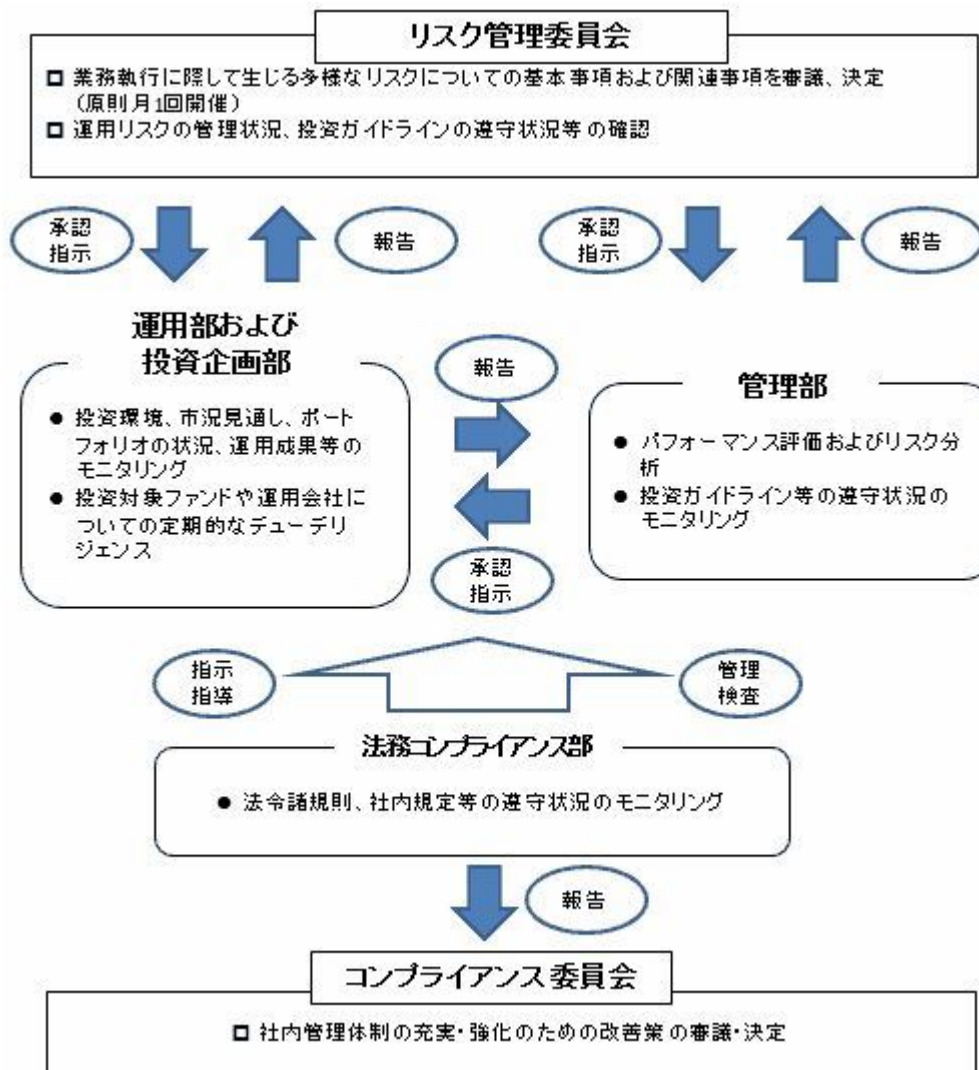 リスク管理委員会
□ 業務執行に際して生じる多様なリスクについての基本事項および関連事項を審議、決定
(原則月1回開催)
□ 運用リスクの管理状況、投資ガイドラインの遵守状況等の確認
承認
指示
報告
承認
指示
報告
運用部および
投資企画部
● 投資環境、市況見通し、ポート
フォリオの状況、運用成果等の
モニタリング
● 投資対象ファンドや運用会社に
ついての定期的なデューデリ
ジェンス
報告
承認
指示
管理部
● パフォーマンス評価およびリスク分
析
● 投資ガイドライン等の遵守状況の
モニタリング
指示
指導
管理
検査
法務コンプライアンス部
● 法令諸規則、社内規定等の遵守状況のモニタリング
報告
コンプライアンス委員会
□ 社内管理体制の充実・強化のための改善策の審議・決定